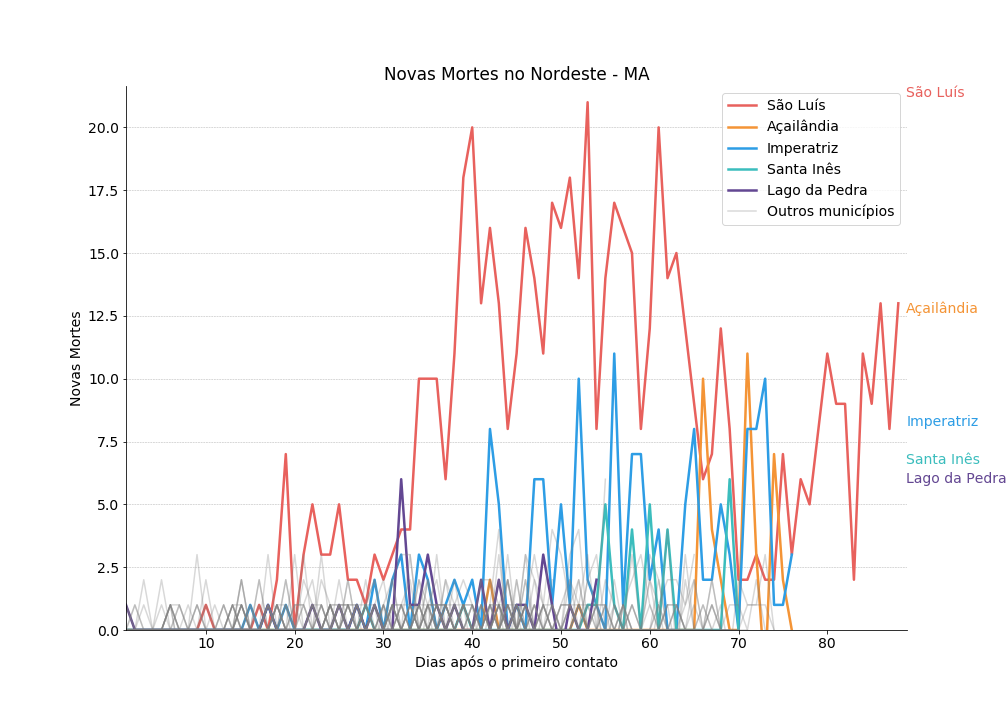 Novas Mortes no Nordeste - MA
São Luís
São Luís
Açailândia
Imperatriz
Santa Inês
Lago da Pedra
Outros municípios
Açailândia
Imperatriz
Santa Inês
Lago da Pedra
Novas Mortes
20.0
17.5
15.0
12.5
10.0
7.5
5.0
2.5
0.0
10 20 30 40 50 60 70 80
Dias após o primeiro contato